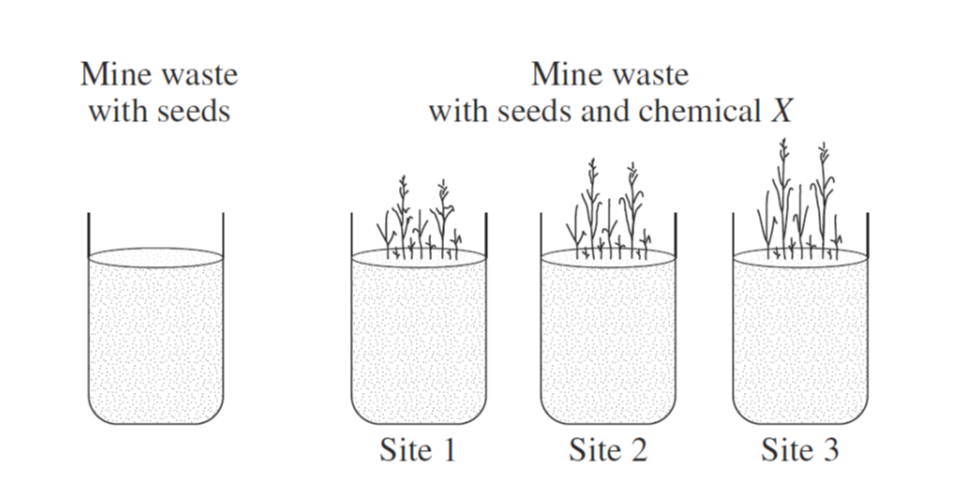 Mine waste
with seeds
Mine waste
with seeds and chemical X
Site 1
Site 2
Site 3